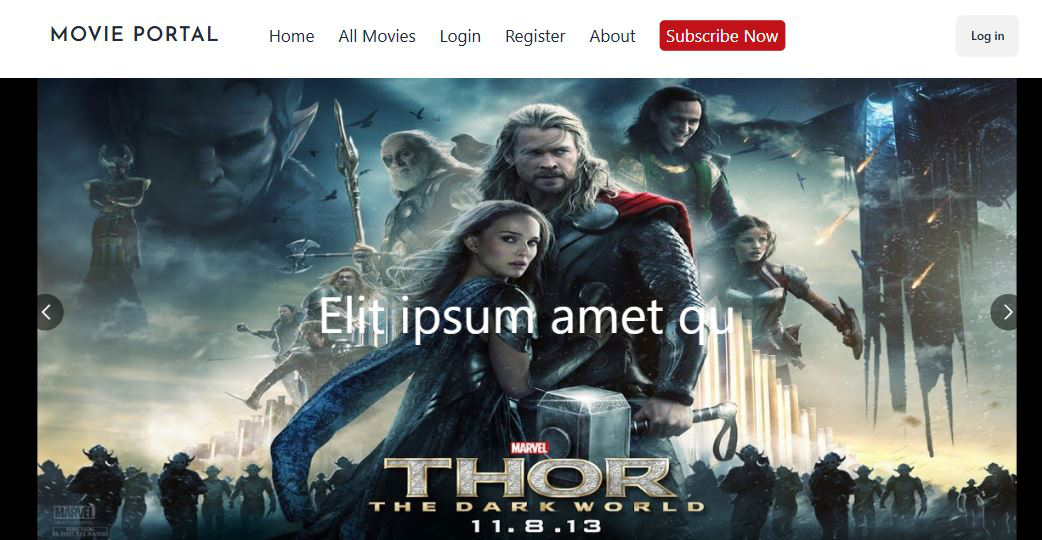 MOVIE PORTAL Home All Movies Login Register About Subscribe Now Log in
Elit ipsum amet qu
MARVEL
THOR
THE DARK WORLD
11.8.13
MARVEL